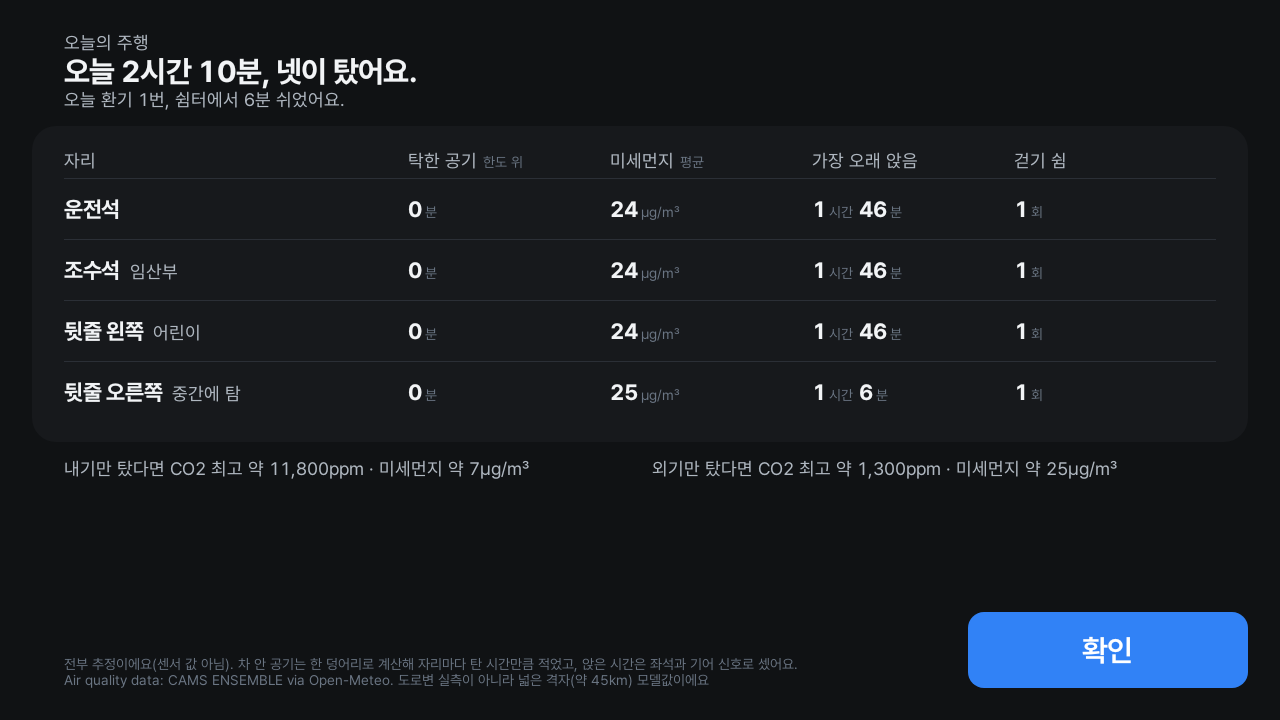 오늘의 주행
오늘 2시간 10분, 넷이 탔어요.
오늘 환기 1번, 쉼터에서 6분 쉬었어요.
자리 탁한 공기 한도 위 미세먼지 평균 가장 오래 앉음 걷기 쉼
운전석 0분 24µg/m³ 1시간 46분 1회
조수석 임산부 0분 24µg/m³ 1시간 46분 1회
뒷줄 왼쪽 어린이 0분 24µg/m³ 1시간 46분 1회
뒷줄 오른쪽 중간에 탐 0분 25µg/m³ 1시간 6분 1회
내기만 탔다면 CO2 최고 약 11,800ppm · 미세먼지 약 7µg/m³ 외기만 탔다면 CO2 최고 약 1,300ppm · 미세먼지 약 25µg/m³
확인
전부 추정이에요(센서 값 아님). 차 안 공기는 한 덩어리로 계산해 자리마다 탄 시간만큼 적었고, 앉은 시간은 좌석과 기어 신호로 셌어요.
Air quality data: CAMS ENSEMBLE via Open-Meteo. 도로변 실측이 아니라 넓은 격자(약 45km) 모델값이에요